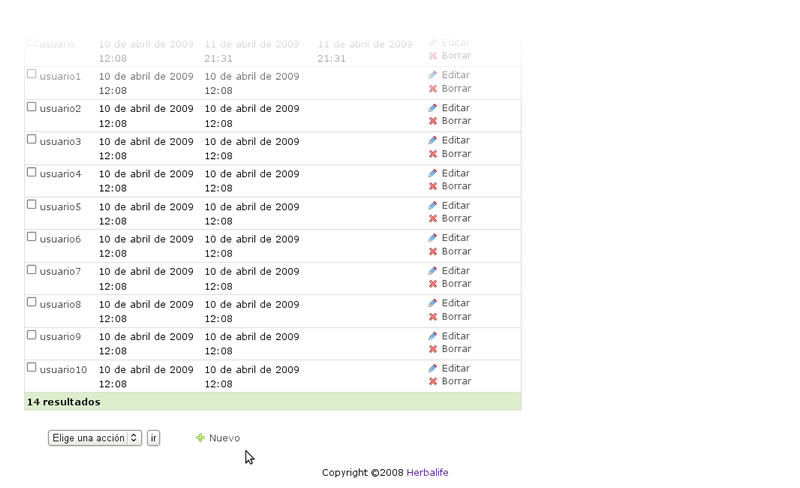 usuario 10 de abril de 2009 11 de abril de 2009 11 de abril de 2009 Editar
12:08 21:31 21:31 Borrar
usuario1 10 de abril de 2009 10 de abril de 2009 Editar
12:08 12:08 Borrar
usuario2 10 de abril de 2009 10 de abril de 2009 Editar
12:08 12:08 Borrar
usuario3 10 de abril de 2009 10 de abril de 2009 Editar
12:08 12:08 Borrar
usuario4 10 de abril de 2009 10 de abril de 2009 Editar
12:08 12:08 Borrar
usuario5 10 de abril de 2009 10 de abril de 2009 Editar
12:08 12:08 Borrar
usuario6 10 de abril de 2009 10 de abril de 2009 Editar
12:08 12:08 Borrar
usuario7 10 de abril de 2009 10 de abril de 2009 Editar
12:08 12:08 Borrar
usuario8 10 de abril de 2009 10 de abril de 2009 Editar
12:08 12:08 Borrar
usuario9 10 de abril de 2009 10 de abril de 2009 Editar
12:08 12:08 Borrar
usuario10 10 de abril de 2009 10 de abril de 2009 Editar
12:08 12:08 Borrar
14 resultados
Elige una acción ir Nuevo
Copyright ©2008 Herbalife